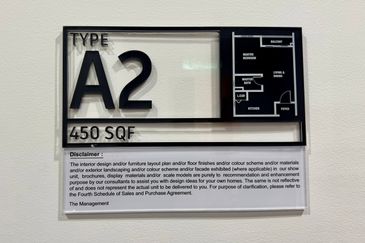 TYPE
A2
450 SQF
BALCONY
MASTER
BEDROOM
LIVING &
DINING
MASTER
BATH
KITCHEN
FOYER
Disclaimer :
The interior design and/or furniture layout plan and/or floor finishes and/or colour scheme and/or materials
and/or exterior landscaping and/or colour scheme and/or facade exhibited (where applicable) in our show
unit, brochures, display materials and/or scale models are purely to recommendation and enhancement
purpose by our consultants to assist you with design ideas for your own homes. The same is not reflective
of and does not represent the actual unit to be delivered to you. For purpose of clarification, please refer to
the Fourth Schedule of Sales and Purchase Agreement.
The Management